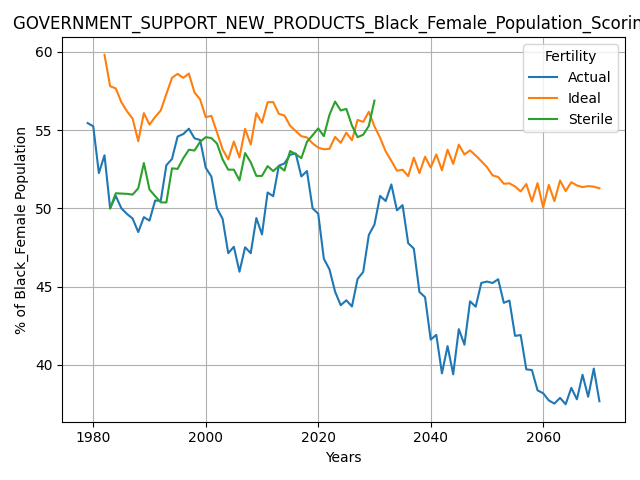 GOVERNMENT_SUPPORT_NEW_PRODUCTS_Black_Female_Population_Scorin
Fertility
Actual
Ideal
Sterile
% of Black_Female Population
60
55
50
45
40
1980
2000
2020
2040
2060
Years